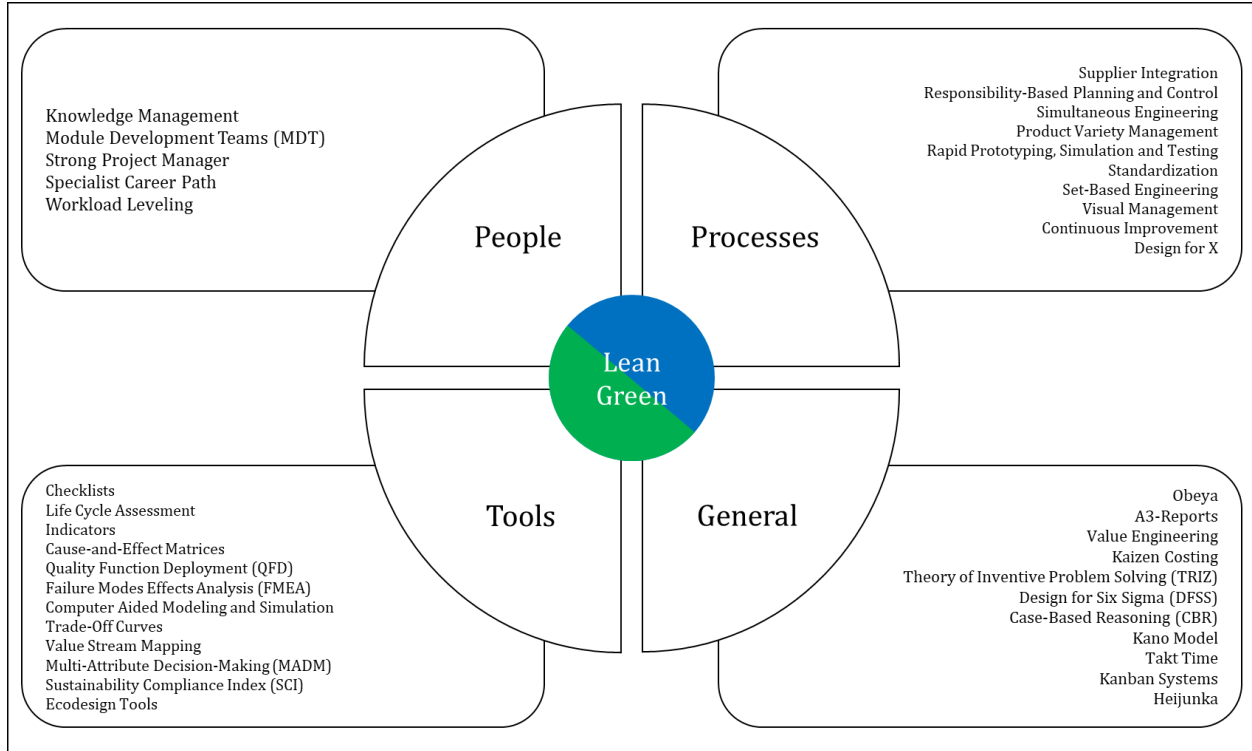 Knowledge Management
Module Development Teams (MDT)
Strong Project Manager
Specialist Career Path
Workload Leveling
Supplier Integration
Responsibility-Based Planning and Control
Simultaneous Engineering
Product Variety Management
Rapid Prototyping, Simulation and Testing
Standardization
Set-Based Engineering
Visual Management
Continuous Improvement
Design for X
People
Processes
Lean
Green
Tools
General
Checklists
Life Cycle Assessment
Indicators
Cause-and-Effect Matrices
Quality Function Deployment (QFD)
Failure Modes Effects Analysis (FMEA)
Computer Aided Modeling and Simulation
Trade-Off Curves
Value Stream Mapping
Multi-Attribute Decision-Making (MADM)
Sustainability Compliance Index (SCI)
Ecodesign Tools
Obeya
A3-Reports
Value Engineering
Kaizen Costing
Theory of Inventive Problem Solving (TRIZ)
Design for Six Sigma (DFSS)
Case-Based Reasoning (CBR)
Kano Model
Takt Time
Kanban Systems
Heijunka